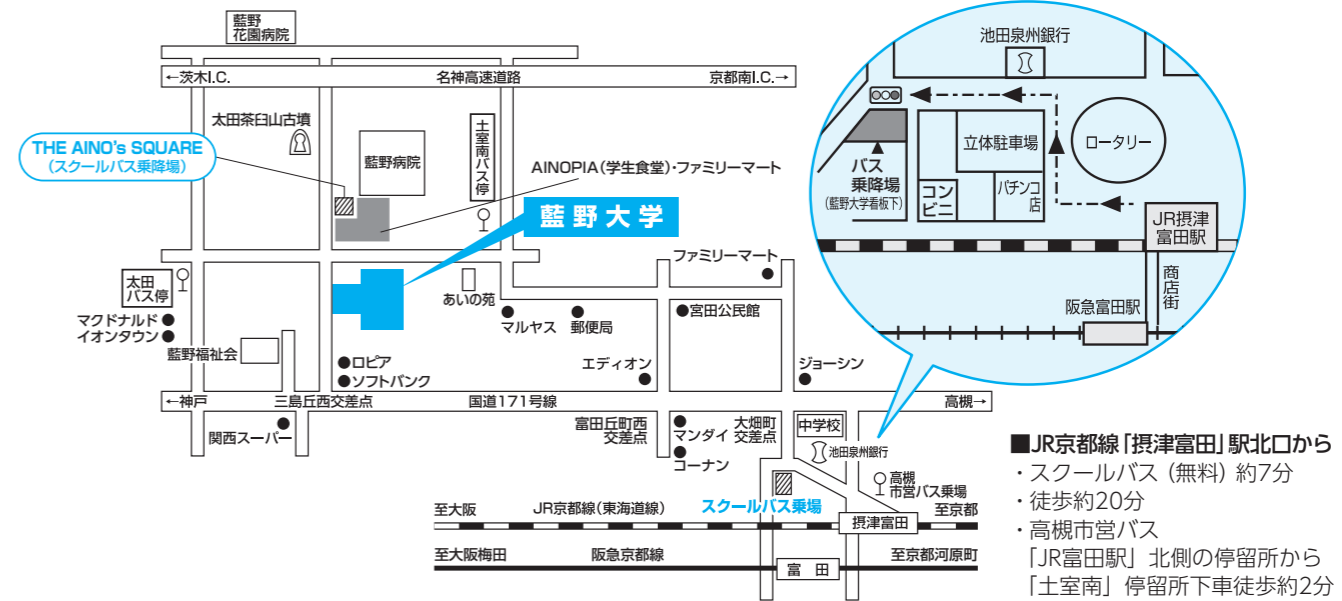 藍野
花園病院
←茨木I.C.
名神高速道路
京都南I.C.→
太田茶臼山古墳
THE AINO's SQUARE
(スクールバス乗降場)
藍野病院
土室南バス停
AINOPIA(学生食堂)・ファミリーマート
藍野大学
太田
バス停
マクドナルド
イオンタウン
藍野福祉会
あいの苑
マルヤス
郵便局
ファミリーマート
宮田公民館
ロピア
ソフトバンク
エディオン
ジョーシン
←神戸
三島丘西交差点
国道171号線
高槻→
関西スーパー
富田丘町西
交差点
マンダイ
コーナン
大畑町
交差点
中学校
池田泉州銀行
高槻
市営バス乗場
スクールバス乗場
至大阪
JR京都線(東海道線)
摂津富田
至京都
至大阪梅田
阪急京都線
富田
至京都河原町
池田泉州銀行
立体駐車場
ロータリー
バス
乗降場
(藍野大学看板下)
コン
ビニ
パチンコ
店
JR摂津
富田駅
商店街
阪急富田駅
■JR京都線「摂津富田」駅北口から
・スクールバス（無料）約7分
・徒歩約20分
・高槻市営バス
「JR富田駅」北側の停留所から
「土室南」停留所下車徒歩約2分